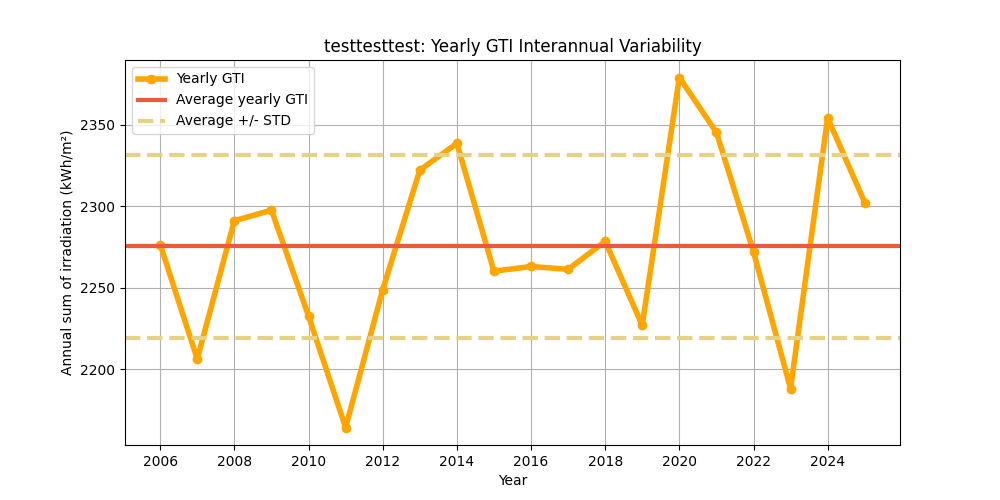 testtesttest: Yearly GTI Interannual Variability
Yearly GTI
Average yearly GTI
Average +/- STD
Annual sum of irradiation (kWh/m²)
2350
2300
2250
2200
2006 2008 2010 2012 2014 2016 2018 2020 2022 2024
Year